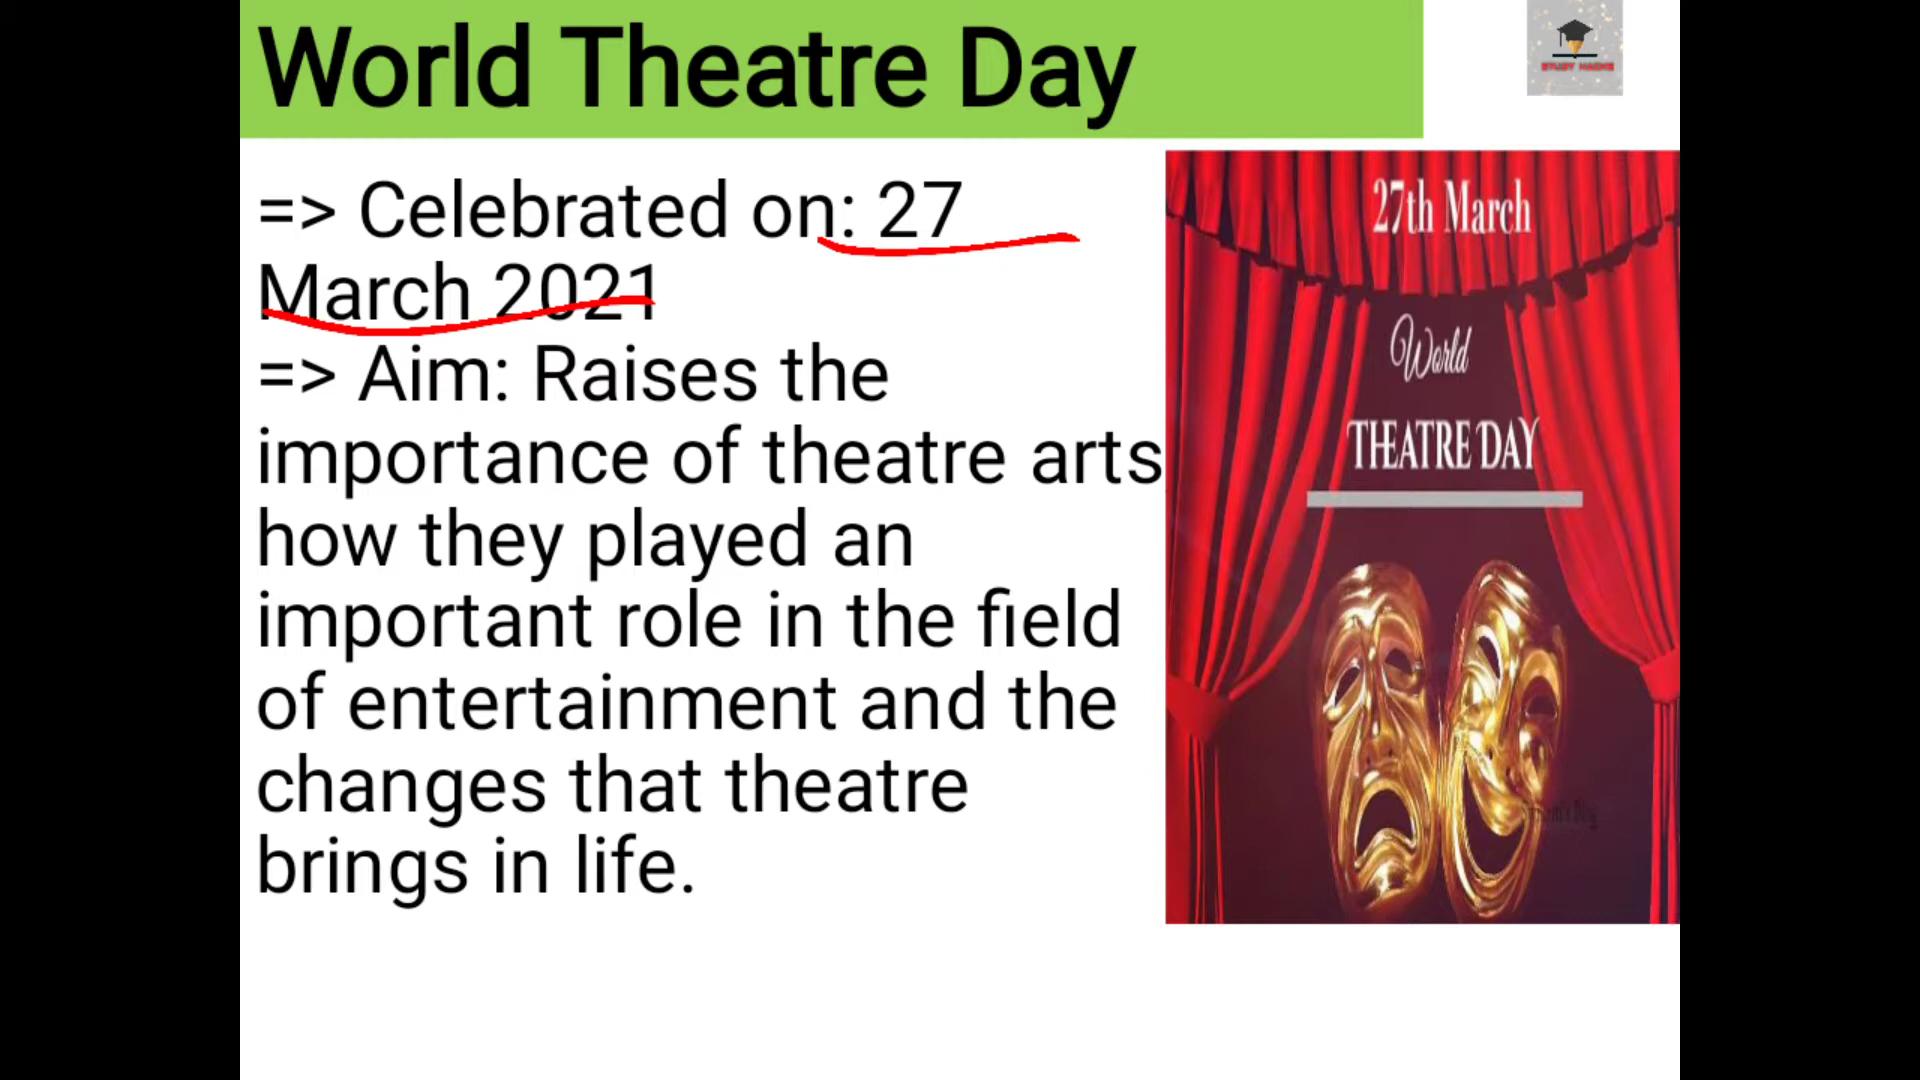 World Theatre Day
STUDY HACKS
=> Celebrated on: 27
March 2021
=> Aim: Raises the
importance of theatre arts
how they played an
important role in the field
of entertainment and the
changes that theatre
brings in life.
27th March
World
THEATRE DAY